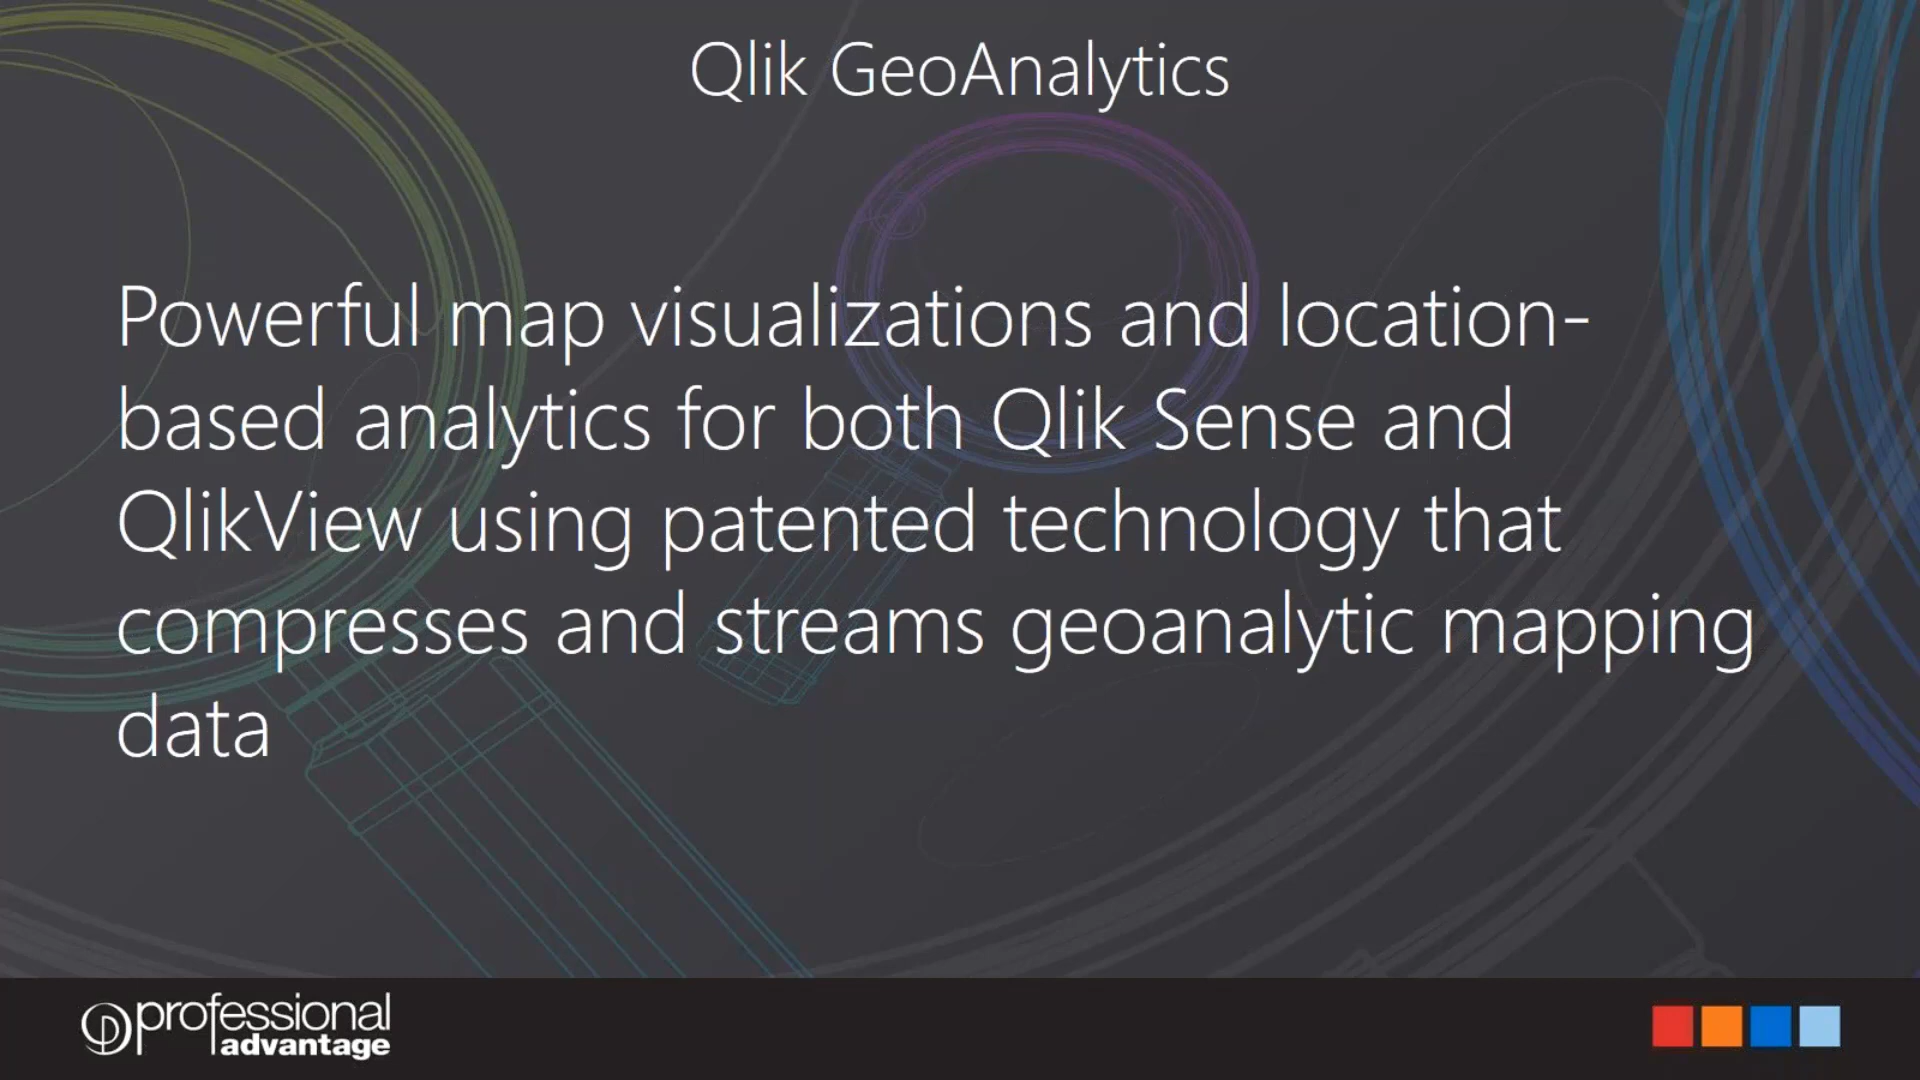 Qlik GeoAnalytics
Powerful map visualizations and location-
based analytics for both Qlik Sense and
QlikView using patented technology that
compresses and streams geoanalytic mapping
data
professional
advantage